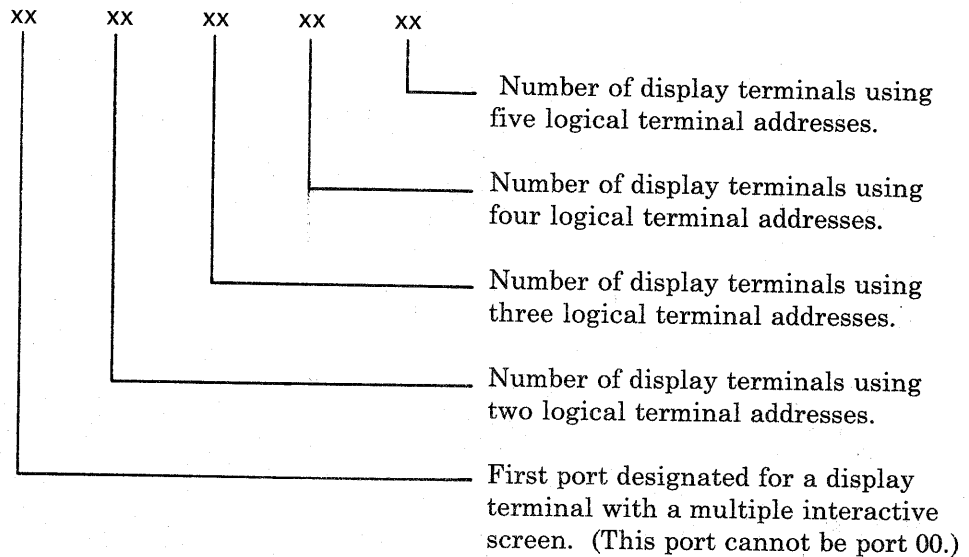 xx xx xx xx xx
Number of display terminals using
five logical terminal addresses.
Number of display terminals using
four logical terminal addresses.
Number of display terminals using
three logical terminal addresses.
Number of display terminals using
two logical terminal addresses.
First port designated for a display
terminal with a multiple interactive
screen. (This port cannot be port 00.)